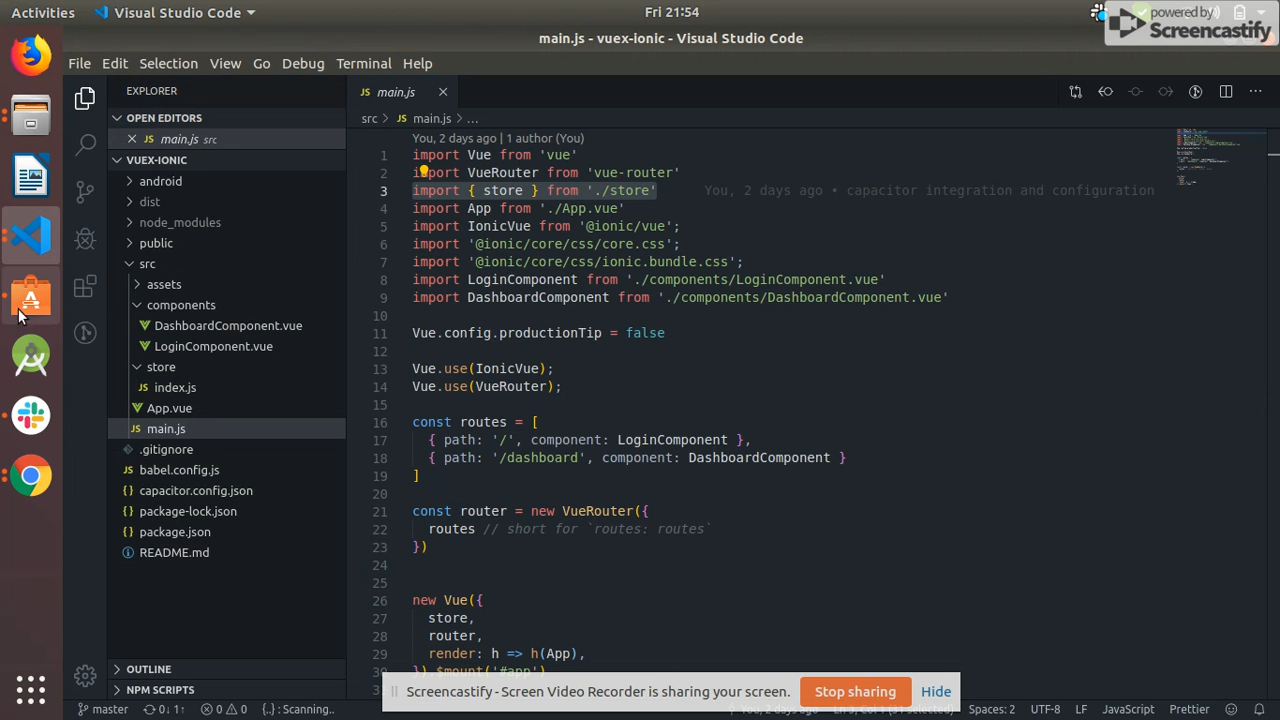 Activities Visual Studio Code Fri 21:54
powered by
Screencastify
main.js - vuex-ionic - Visual Studio Code
File Edit Selection View Go Debug Terminal Help
EXPLORER
OPEN EDITORS
JS main.js src
VUEX-IONIC
android
dist
node_modules
public
src
assets
components
DashboardComponent.vue
LoginComponent.vue
store
JS index.js
App.vue
JS main.js
.gitignore
babel.config.js
{ } capacitor.config.json
{ } package-lock.json
{ } package.json
README.md
OUTLINE
NPM SCRIPTS
JS main.js
src > JS main.js > ...
You, 2 days ago | 1 author (You)
1 import Vue from 'vue'
2 import VueRouter from 'vue-router'
3 import { store } from './store' You, 2 days ago • capacitor integration and configuration
4 import App from './App.vue'
5 import IonicVue from '@ionic/vue';
6 import '@ionic/core/css/core.css';
7 import '@ionic/core/css/ionic.bundle.css';
8 import LoginComponent from './components/LoginComponent.vue'
9 import DashboardComponent from './components/DashboardComponent.vue'
10
11 Vue.config.productionTip = false
12
13 Vue.use(IonicVue);
14 Vue.use(VueRouter);
15
16 const routes = [
17 { path: '/', component: LoginComponent },
18 { path: '/dashboard', component: DashboardComponent }
19 ]
20
21 const router = new VueRouter({
22 routes // short for `routes: routes`
23 })
24
25
26 new Vue({
27 store,
28 router,
29 render: h => h(App),
30 }).$mount('#app')
Screencastify - Screen Video Recorder is sharing your screen. Stop sharing Hide
master 0↓ 1↑ 0 0 {..} : Scanning.. You, 2 days ago Spaces: 2 UTF-8 LF JavaScript Prettier